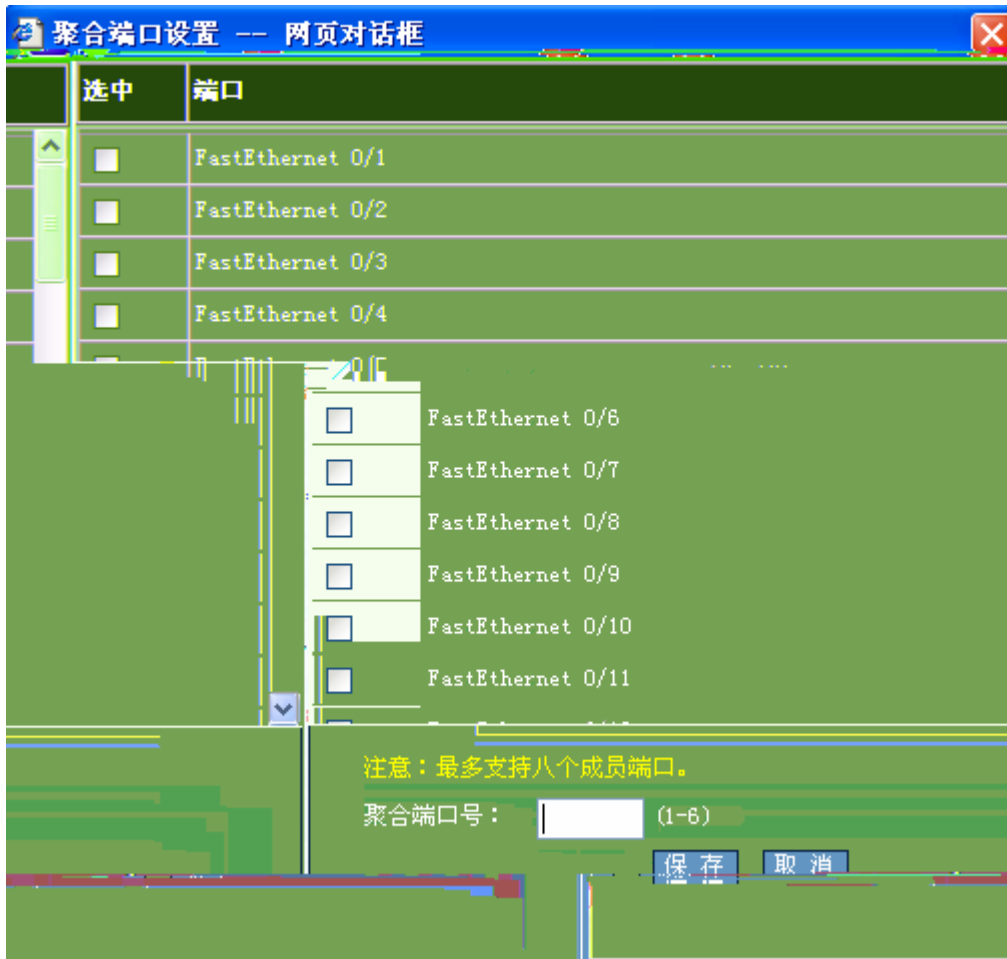 聚合端口设置 -- 网页对话框
选中 端口
FastEthernet 0/1
FastEthernet 0/2
FastEthernet 0/3
FastEthernet 0/4
FastEthernet 0/6
FastEthernet 0/7
FastEthernet 0/8
FastEthernet 0/9
FastEthernet 0/10
FastEthernet 0/11
注意：最多支持八个成员端口。
聚合端口号： (1-6)
保 存 取 消